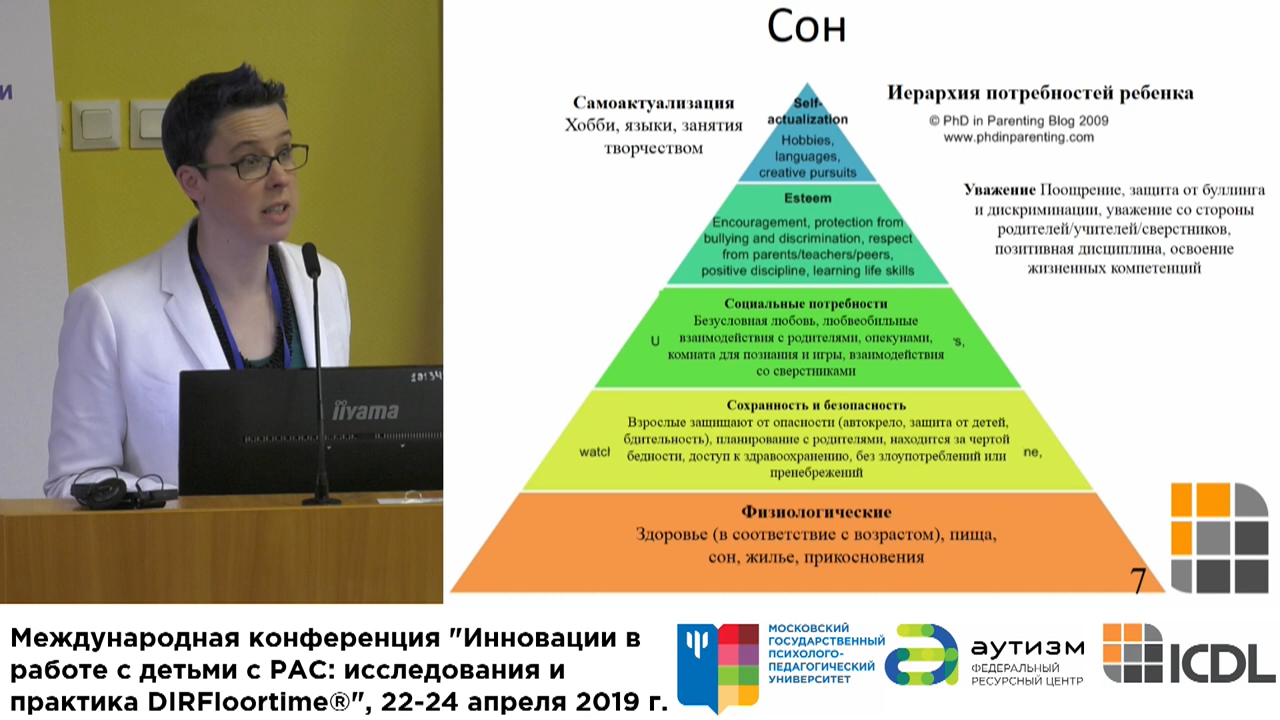 и
Сон
Самоактуализация
Хобби, языки, занятия
творчеством
Self-
actualization
Hobbies,
languages,
creative pursuits
Иерархия потребностей ребенка
© PhD in Parenting Blog 2009
www.phdinparenting.com
Esteem
Encouragement, protection from
bullying and discrimination, respect
from parents/teachers/peers,
positive discipline, learning life skills
Уважение Поощрение, защита от буллинга
и дискриминации, уважение со стороны
родителей/учителей/сверстников,
позитивная дисциплина, освоение
жизненных компетенций
Социальные потребности
Безусловная любовь, любвеобильные
U взаимодействия с родителями, опекунами, 's,
комната для познания и игры, взаимодействия
со сверстниками
Сохранность и безопасность
Взрослые защищают от опасности (автокрело, защита от детей,
бдительность), планирование с родителями, находится за чертой
watcl бедности, доступ к здравоохранению, без злоупотреблений или ne,
пренебрежений
Физиологические
Здоровье (в соответствие с возрастом), пища,
сон, жилье, прикосновения
7
10134
iiyama
Международная конференция "Инновации в
работе с детьми с РАС: исследования и
практика DIRFloortime®", 22-24 апреля 2019 г.
МОСКОВСКИЙ
ГОСУДАРСТВЕННЫЙ
ПСИХОЛОГО-
ПЕДАГОГИЧЕСКИЙ
УНИВЕРСИТЕТ
аутизм
ФЕДЕРАЛЬНЫЙ
РЕСУРСНЫЙ ЦЕНТР
ICDL